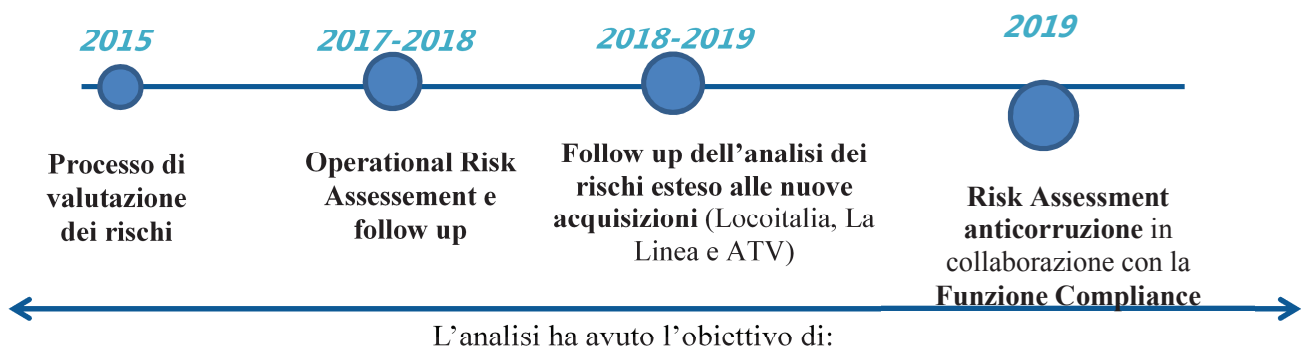 2015
2017-2018
2018-2019
2019
Processo di
valutazione
dei rischi
Operational Risk
Assessement e
follow up
Follow up dell’analisi dei
rischi esteso alle nuove
acquisizioni (Locoitalia, La
Linea e ATV)
Risk Assessment
anticorruzione in
collaborazione con la
Funzione Compliance
L’analisi ha avuto l’obiettivo di: